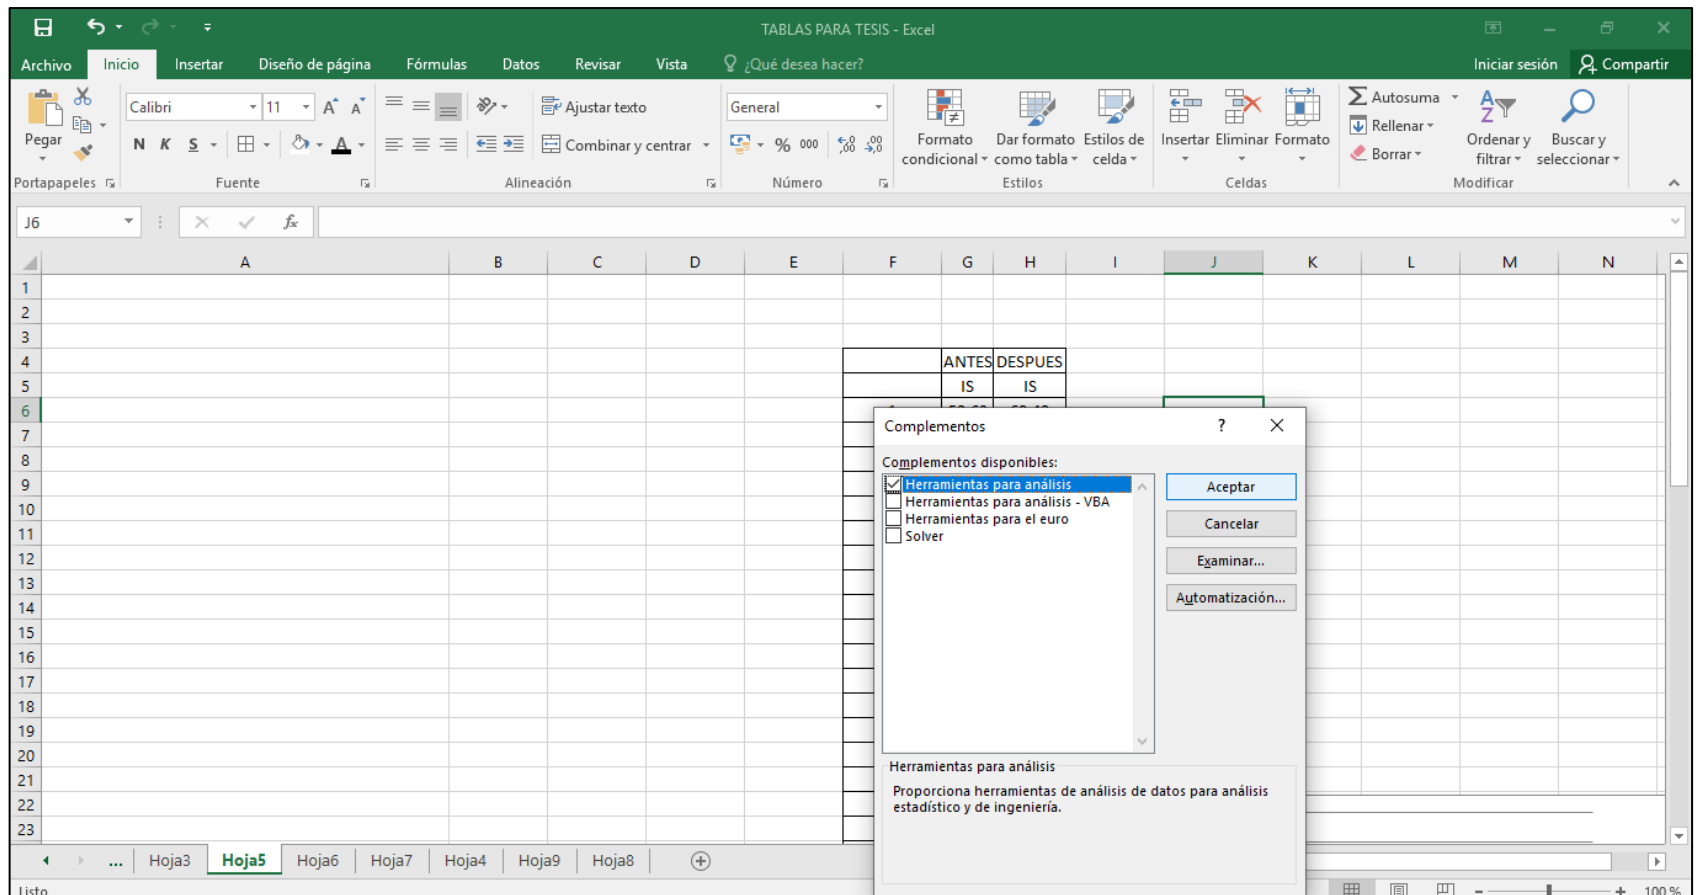 TABLAS PARA TESIS - Excel
Archivo Inicio Insertar Diseño de página Fórmulas Datos Revisar Vista ¿Qué desea hacer? Iniciar sesión Compartir
Pegar
Calibri 11
N K S
Ajustar texto
Combinar y centrar
General
% 000
Formato condicional
Dar formato como tabla
Estilos de celda
Insertar Eliminar Formato
Autosuma
Rellenar
Borrar
Ordenar y filtrar
Buscar y seleccionar
Portapapeles Fuente Alineación Número Estilos Celdas Modificar
J6 fx
A B C D E F G H I J K L M N
1
2
3
4 ANTES DESPUES
5 IS IS
6
7
8
9
10
11
12
13
14
15
16
17
18
19
20
21
22
23
Complementos ?
Complementos disponibles:
Herramientas para análisis
Herramientas para análisis - VBA
Herramientas para el euro
Solver
Aceptar
Cancelar
Examinar...
Automatización...
Herramientas para análisis
Proporciona herramientas de análisis de datos para análisis
estadístico y de ingeniería.
... Hoja3 Hoja5 Hoja6 Hoja7 Hoja4 Hoja9 Hoja8
Listo 100 %